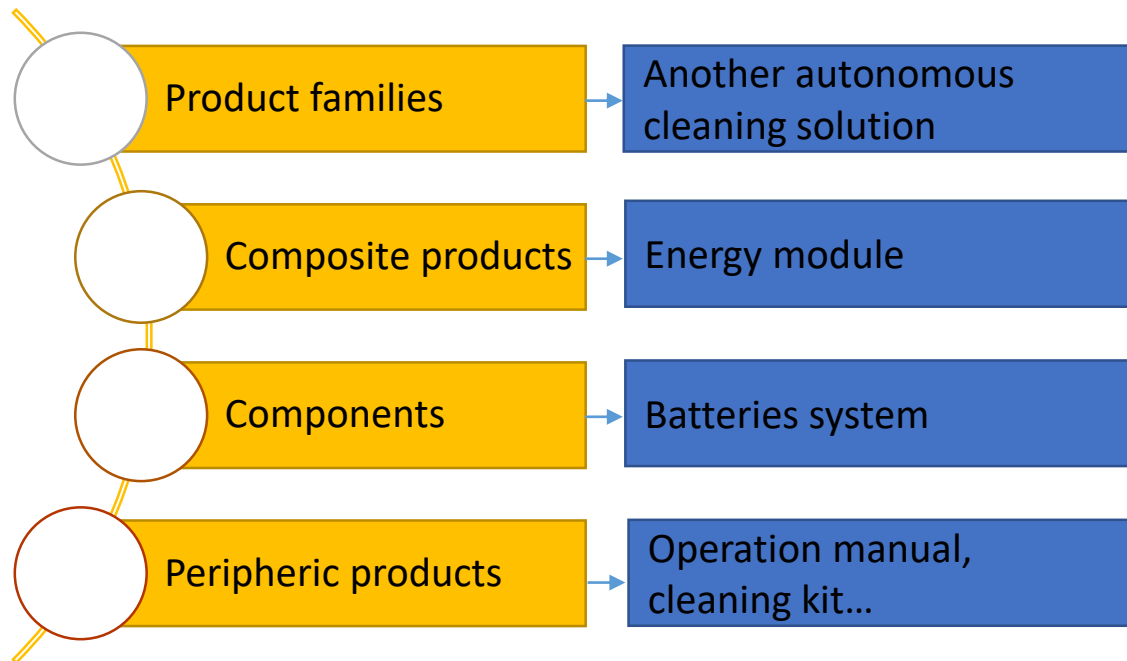 Product families
Another autonomous
cleaning solution
Composite products
Energy module
Components
Batteries system
Peripheric products
Operation manual,
cleaning kit…